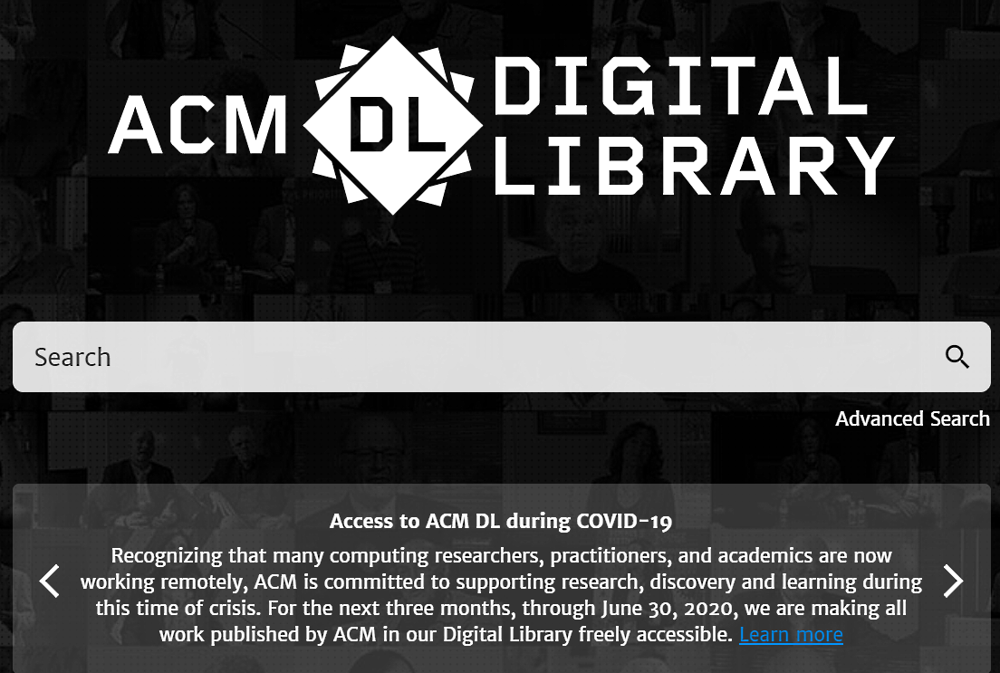 ACM DL DIGITAL
LIBRARY
Search
Advanced Search
Access to ACM DL during COVID-19
Recognizing that many computing researchers, practitioners, and academics are now
working remotely, ACM is committed to supporting research, discovery and learning during
this time of crisis. For the next three months, through June 30, 2020, we are making all
work published by ACM in our Digital Library freely accessible. Learn more